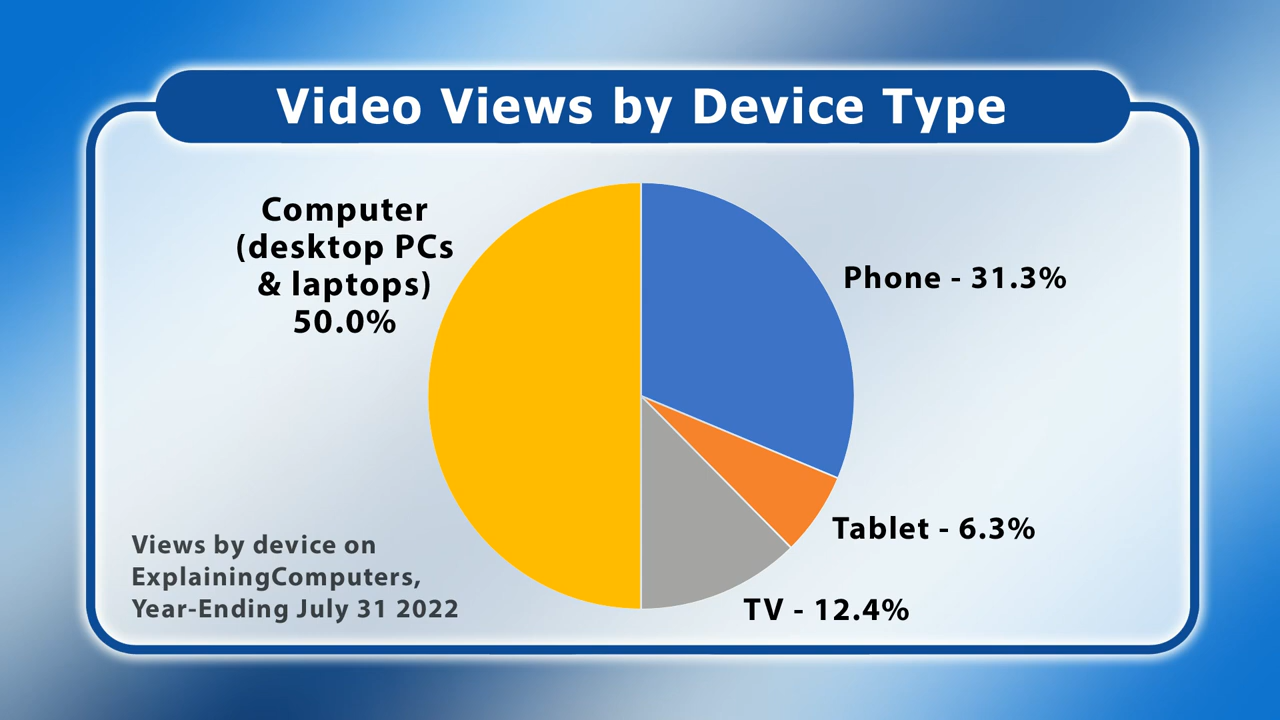 Video Views by Device Type
Computer
(desktop PCs
& laptops)
50.0%
Phone - 31.3%
Tablet - 6.3%
TV - 12.4%
Views by device on
ExplainingComputers,
Year-Ending July 31 2022